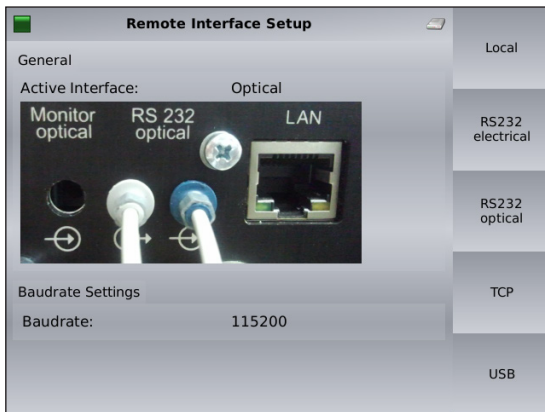 Remote Interface Setup
General
Active Interface: Optical
Monitor optical
RS 232 optical
LAN
Baudrate Settings
Baudrate: 115200
Local
RS232 electrical
RS232 optical
TCP
USB